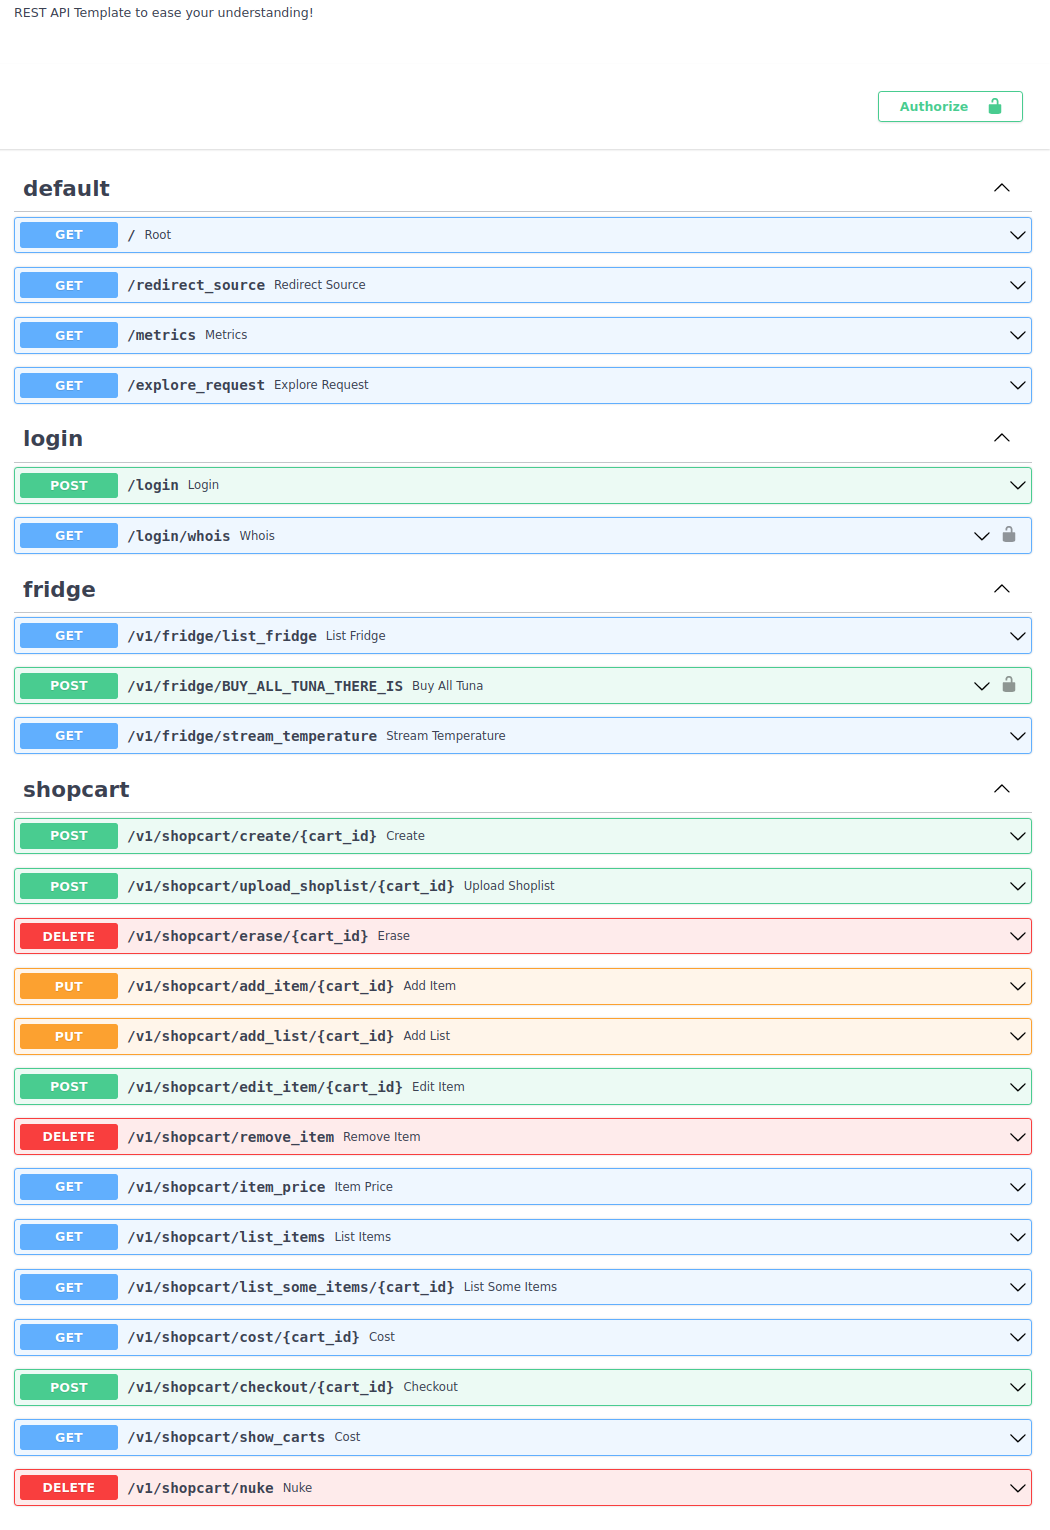 REST API Template to ease your understanding!
Authorize
default
GET / Root
GET /redirect_source Redirect Source
GET /metrics Metrics
GET /explore_request Explore Request
login
POST /login Login
GET /login/whois Whois
fridge
GET /v1/fridge/list_fridge List Fridge
POST /v1/fridge/BUY_ALL_TUNA_THERE_IS Buy All Tuna
GET /v1/fridge/stream_temperature Stream Temperature
shopcart
POST /v1/shopcart/create/{cart_id} Create
POST /v1/shopcart/upload_shoplist/{cart_id} Upload Shoplist
DELETE /v1/shopcart/erase/{cart_id} Erase
PUT /v1/shopcart/add_item/{cart_id} Add Item
PUT /v1/shopcart/add_list/{cart_id} Add List
POST /v1/shopcart/edit_item/{cart_id} Edit Item
DELETE /v1/shopcart/remove_item Remove Item
GET /v1/shopcart/item_price Item Price
GET /v1/shopcart/list_items List Items
GET /v1/shopcart/list_some_items/{cart_id} List Some Items
GET /v1/shopcart/cost/{cart_id} Cost
POST /v1/shopcart/checkout/{cart_id} Checkout
GET /v1/shopcart/show_carts Cost
DELETE /v1/shopcart/nuke Nuke